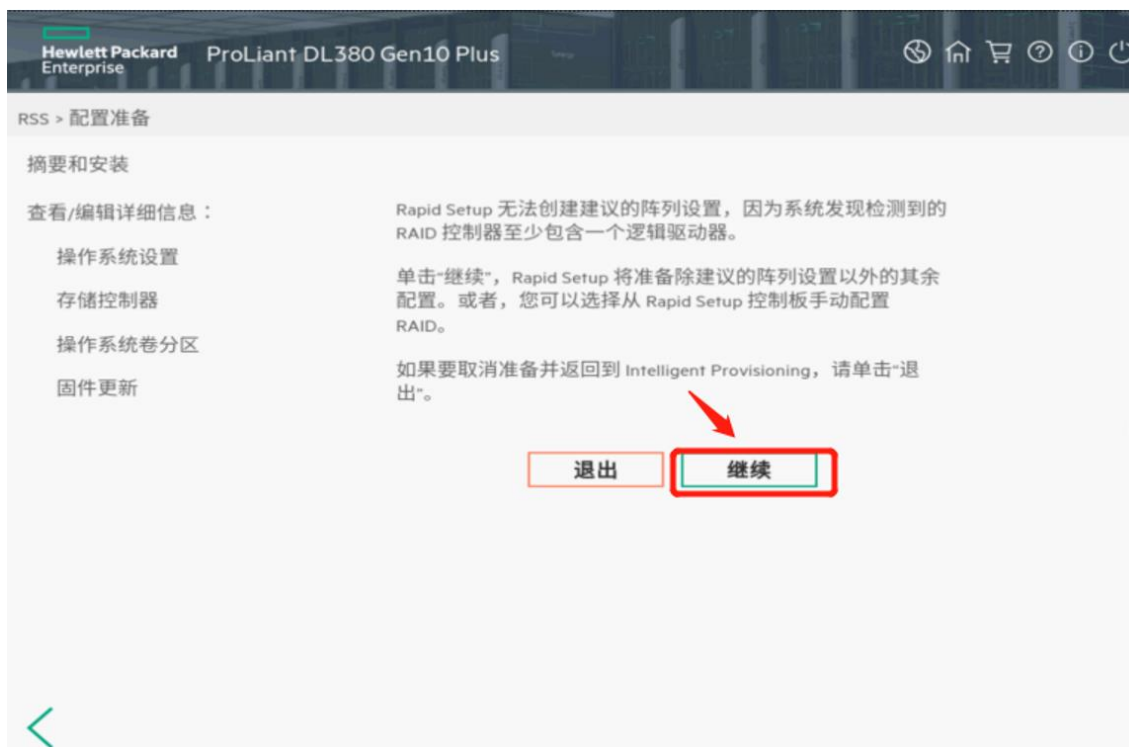 Hewlett Packard
Enterprise
ProLiant DL380 Gen10 Plus
RSS > 配置准备
摘要和安装
查看/编辑详细信息：
操作系统设置
存储控制器
操作系统卷分区
固件更新
Rapid Setup 无法创建建议的阵列设置，因为系统发现检测到的
RAID 控制器至少包含一个逻辑驱动器。
单击“继续”，Rapid Setup 将准备除建议的阵列设置以外的其余
配置。或者，您可以选择从 Rapid Setup 控制板手动配置
RAID。
如果要取消准备并返回到 Intelligent Provisioning，请单击“退
出”。
退出
继续